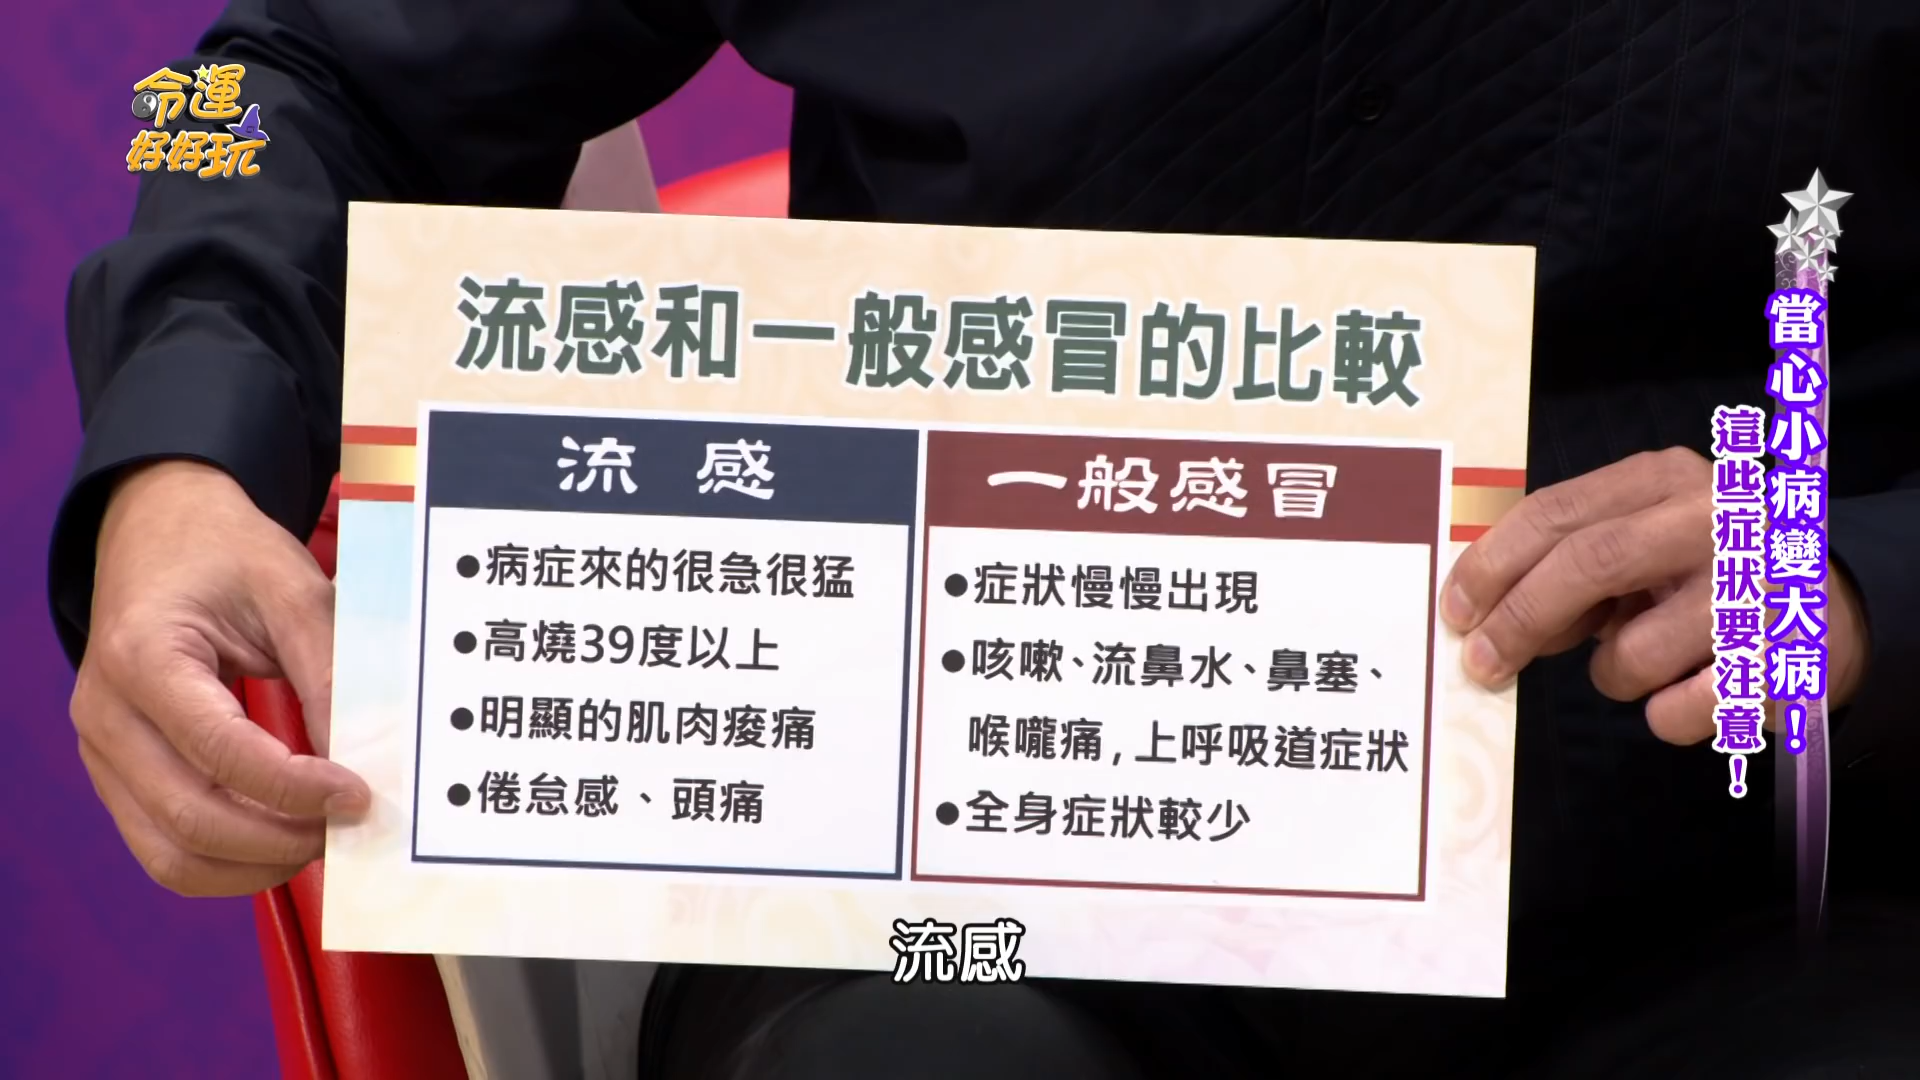 命運
好好玩
流感和一般感冒的比較
流感
●病症來的很急很猛
●高燒39度以上
●明顯的肌肉痠痛
●倦怠感、頭痛
一般感冒
●症狀慢慢出現
●咳嗽、流鼻水、鼻塞、
喉嚨痛,上呼吸道症狀
●全身症狀較少
當心小病變大病!
這些症狀要注意!
流感